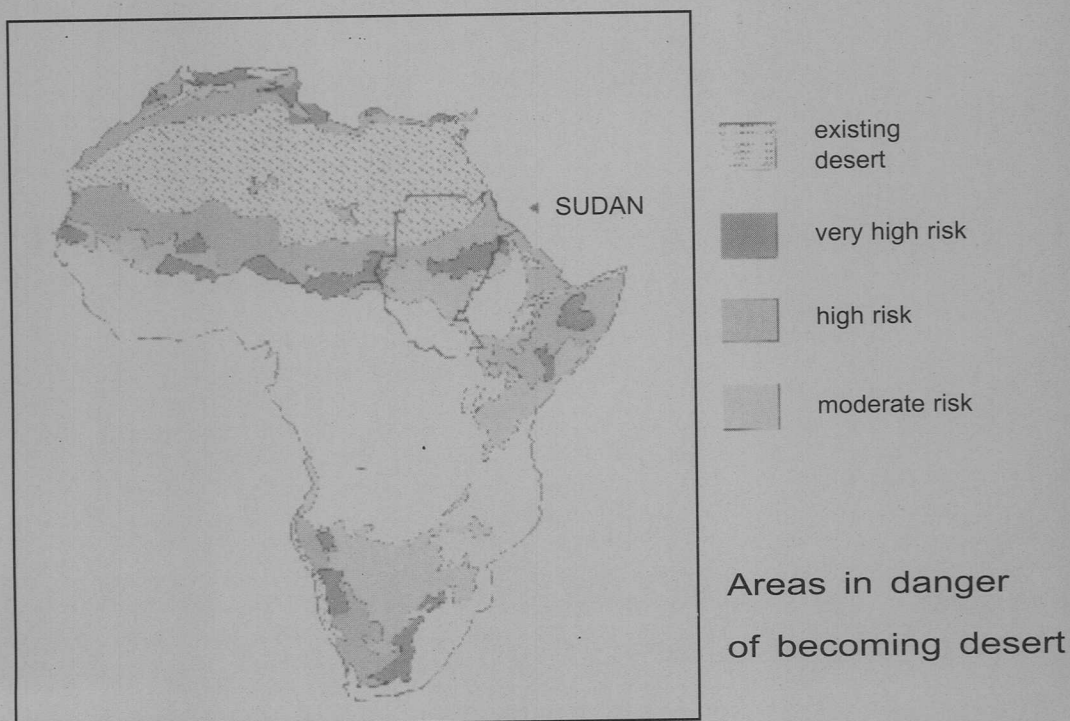 existing
desert
SUDAN
very high risk
high risk
moderate risk
Areas in danger
of becoming desert